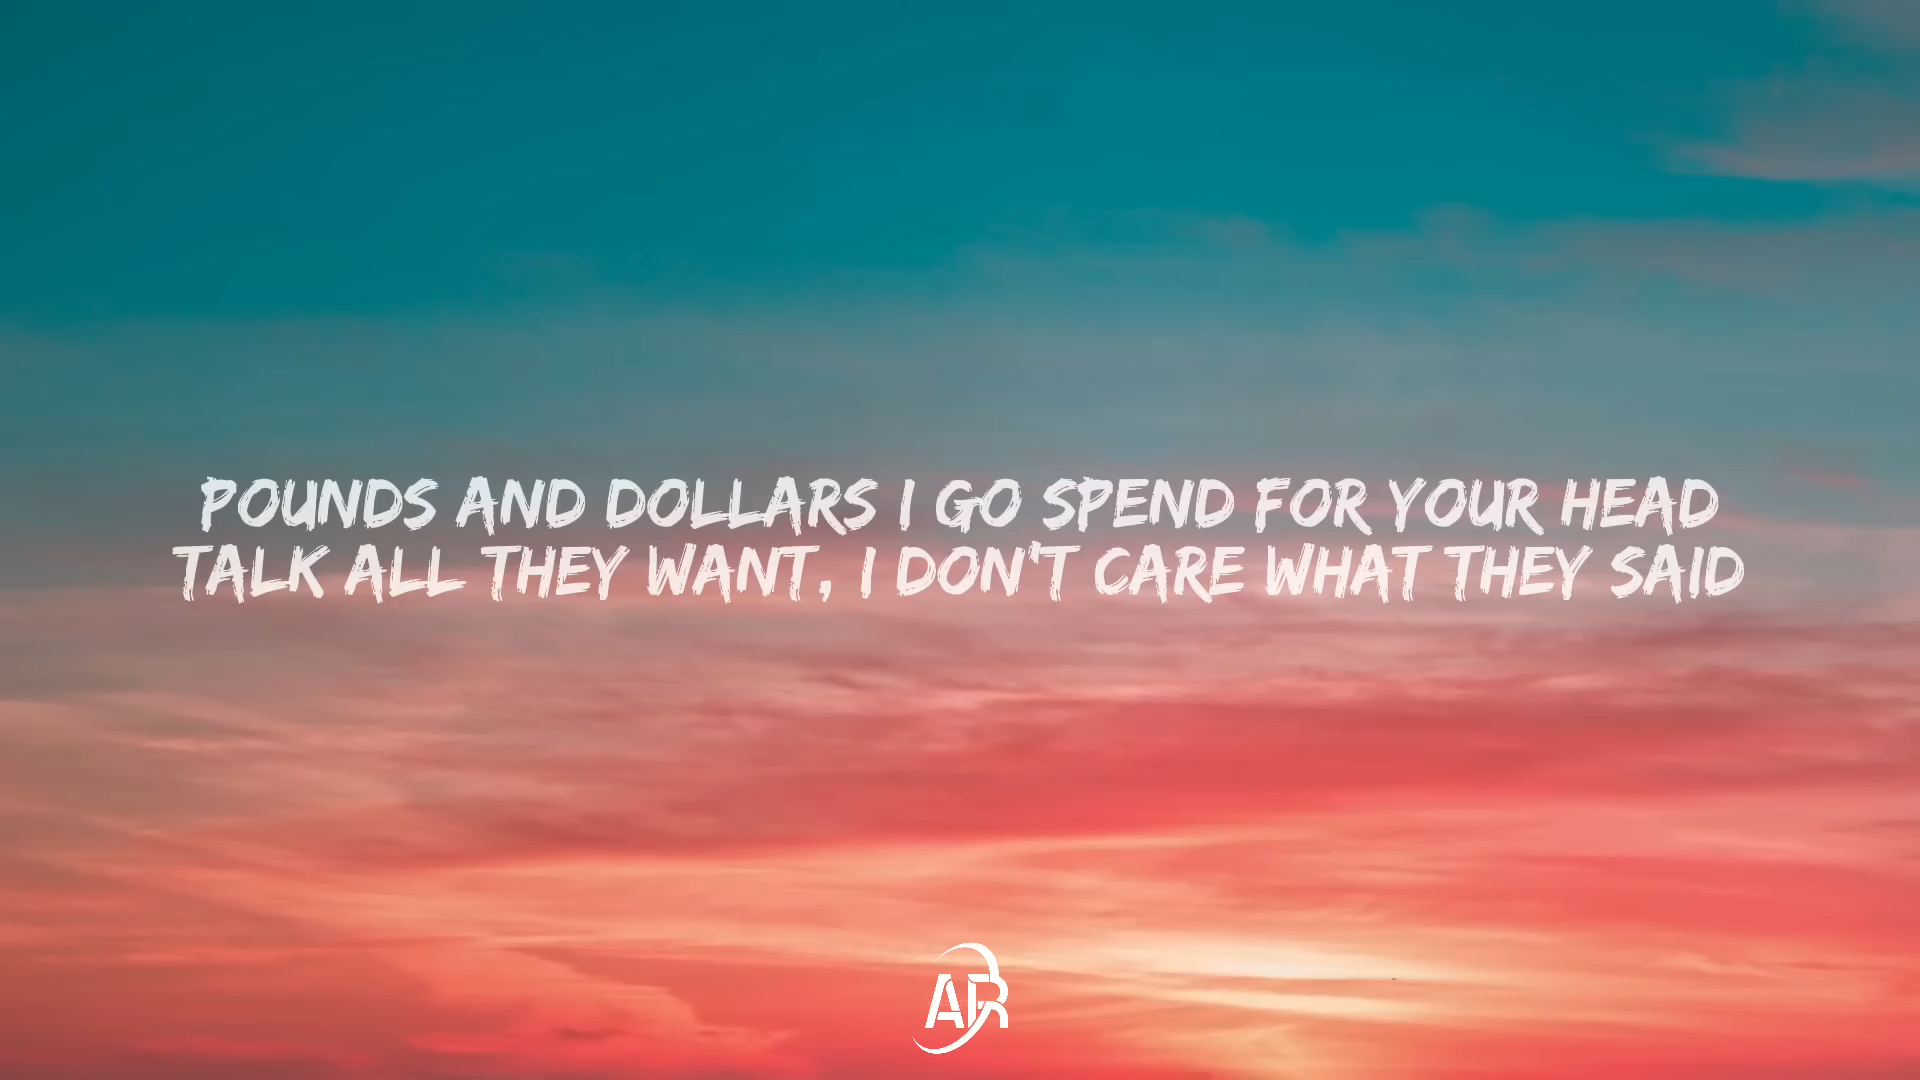 POUNDS AND DOLLARS I GO SPEND FOR YOUR HEAD
TALK ALL THEY WANT, I DON'T CARE WHAT THEY SAID
AR